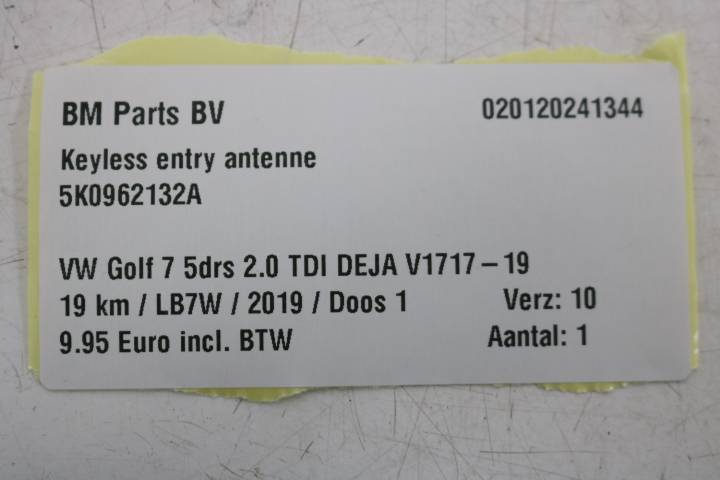 BM Parts BV 020120241344
Keyless entry antenne
5K0962132A
VW Golf 7 5drs 2.0 TDI DEJA V1717-19
19 km / LB7W / 2019 / Doos 1 Verz: 10
9.95 Euro incl. BTW Aantal: 1